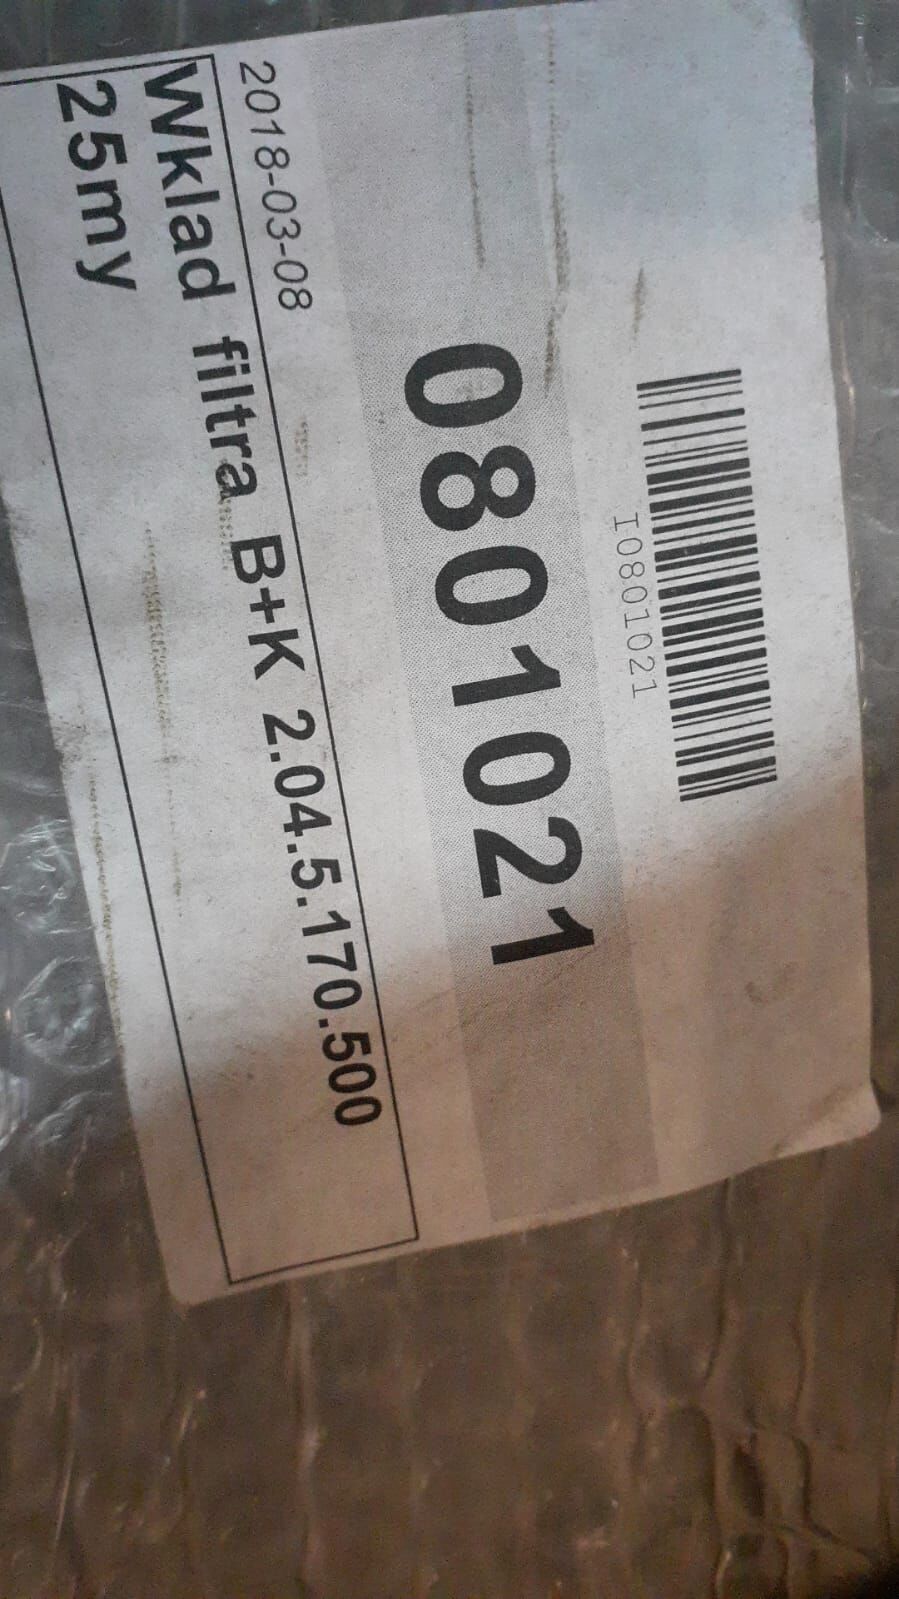 I0801021
0801021
2018-03-08
Wklad filtra B+K 2.04.5.170.500
25my